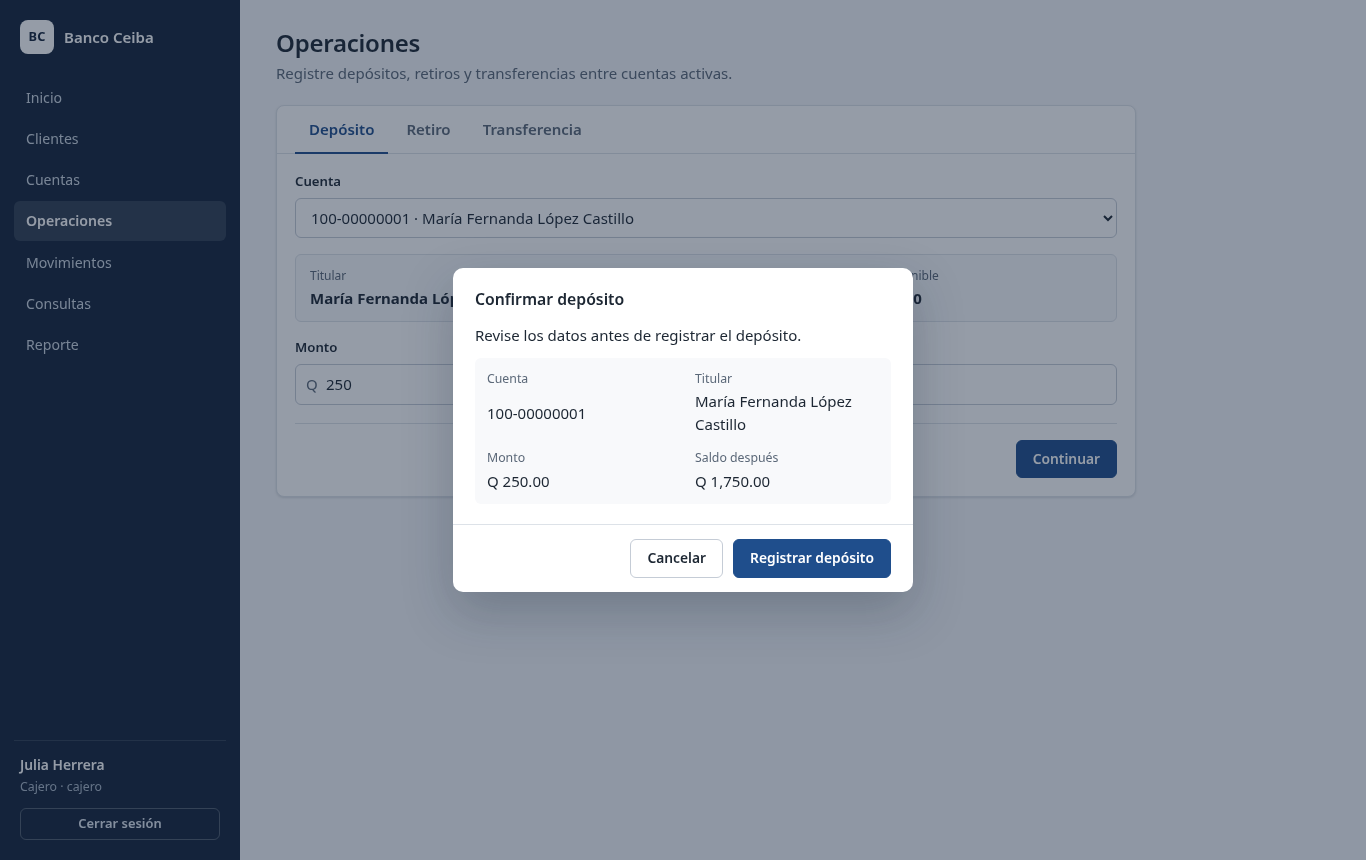 BC
Banco Ceiba
Inicio
Clientes
Cuentas
Operaciones
Movimientos
Consultas
Reporte
Julia Herrera
Cajero · cajero
Cerrar sesión
Operaciones
Registre depósitos, retiros y transferencias entre cuentas activas.
Depósito Retiro Transferencia
Cuenta
100-00000001 · María Fernanda López Castillo
Titular
María Fernanda
Monto
Q 250
Continuar
Confirmar depósito
Revise los datos antes de registrar el depósito.
Cuenta
100-00000001
Titular
María Fernanda López
Castillo
Monto
Q 250.00
Saldo después
Q 1,750.00
Cancelar
Registrar depósito